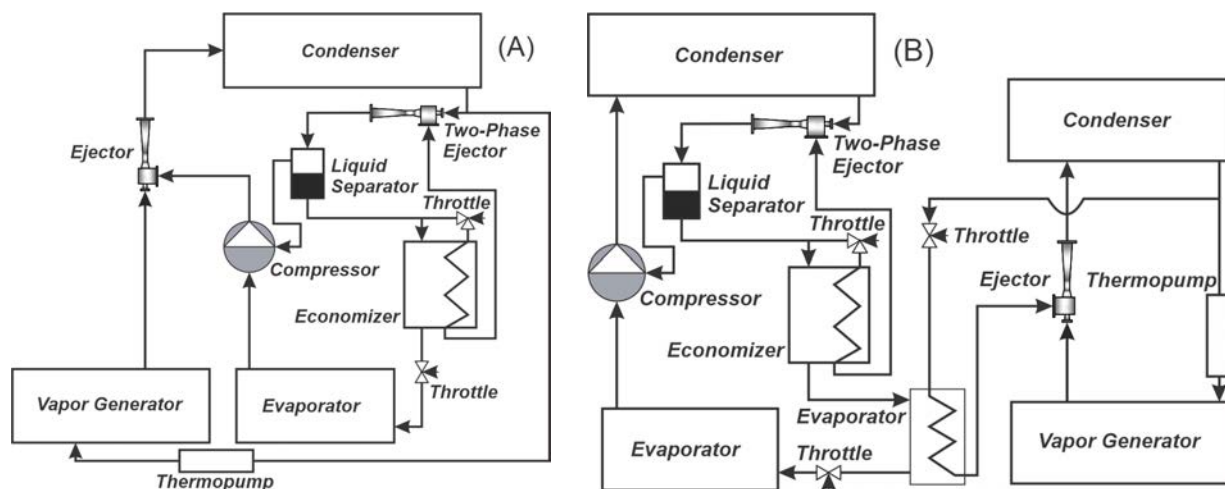 Condenser
(A)
Ejector
Two-Phase
Ejector
Liquid
Separator
Throttle
Compressor
Economizer
Throttle
Vapor Generator
Evaporator
Thermopump
Condenser
(B)
Two-Phase
Ejector
Liquid
Separator
Throttle
Compressor
Economizer
Evaporator
Evaporator
Throttle
Condenser
Throttle
Ejector
Thermopump
Vapor Generator